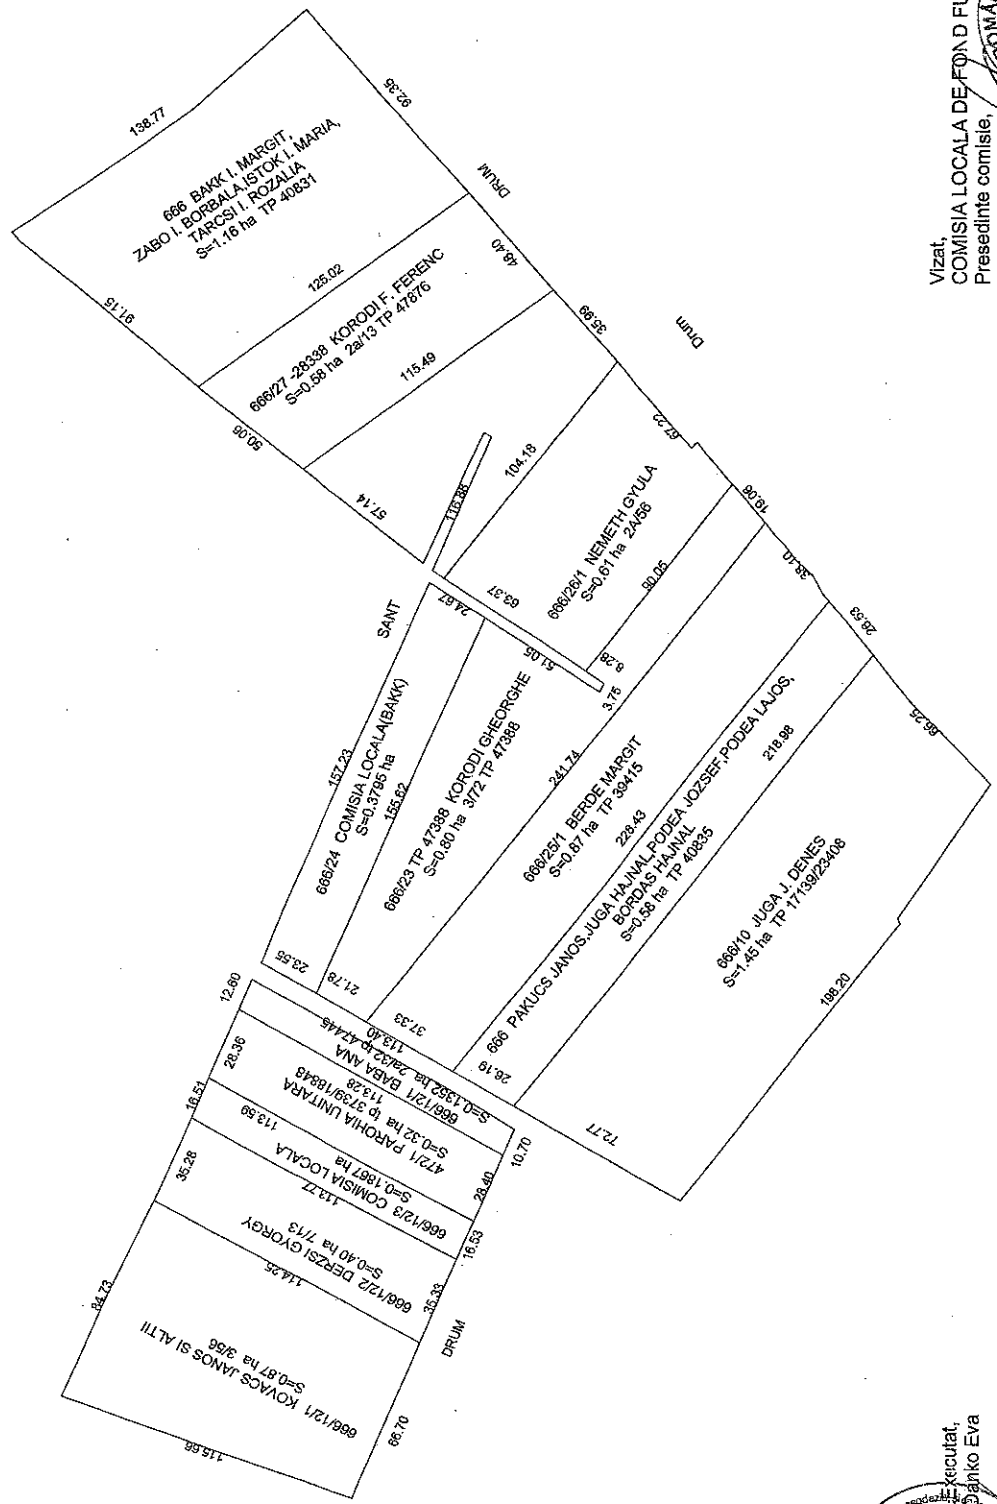 138.77
92.35
666 BAKK I. MARGIT,
ZABO I. BORBALA,ISTOK I. MARIA,
TARCSI I. ROZALIA
S=1.16 ha TP 40831
91.15
125.02
DRUM
48.40
666/27 -28338 KORODI F. FERENC
S=0.58 ha 2a/13 TP 47876
50.06
115.49
35.99
Drum
57.14
116.88
104.18
67.22
666/26/1 NEMETH GYULA
S=0.61 ha 2A/56
63.37
90.05
8.28
19.06
38.10
26.53
66.25
SANT
24.67
51.05
3.75
157.23
666/24 COMISIA LOCALA(BAKK)
S=0.3795 ha
155.62
666/23 TP 47388 KORODI GHEORGHE
S=0.80 ha 3/72 TP 47388
241.74
666/25/1 BERDE MARGIT
S=0.87 ha TP 39415
228.43
666 PAKUCS JANOS,JUGA HAJNAL,PODEA JOZSEF,PODEA LAJOS,
BORDAS HAJNAL
S=0.58 ha TP 40835
218.98
666/10 JUGA J. DENES
S=1.45 ha TP 17139/23408
198.20
23.55
21.78
37.33
26.19
72.77
12.60
28.36
16.51
35.28
84.73
113.40
666/12/1 BABA ANA
S=0.1352 ha 2a/32 tp 47445
113.28
472/1 PAROHIA UNITARA
S=0.32 ha tp 3739/18848
113.59
666/12/3 COMISIA LOCALA
S=0.1867 ha
113.77
666/12/2 DERZSI GYORGY
S=0.40 ha 7/13
114.25
666/12/1 KOVACS JANOS SI ALTII
S=0.87 ha 3/56
115.66
10.70
28.40
16.53
35.33
66.70
DRUM
Vizat,
COMISIA LOCALA DE FOND FU
Presedinte comisie,
Executat,
Danko Eva